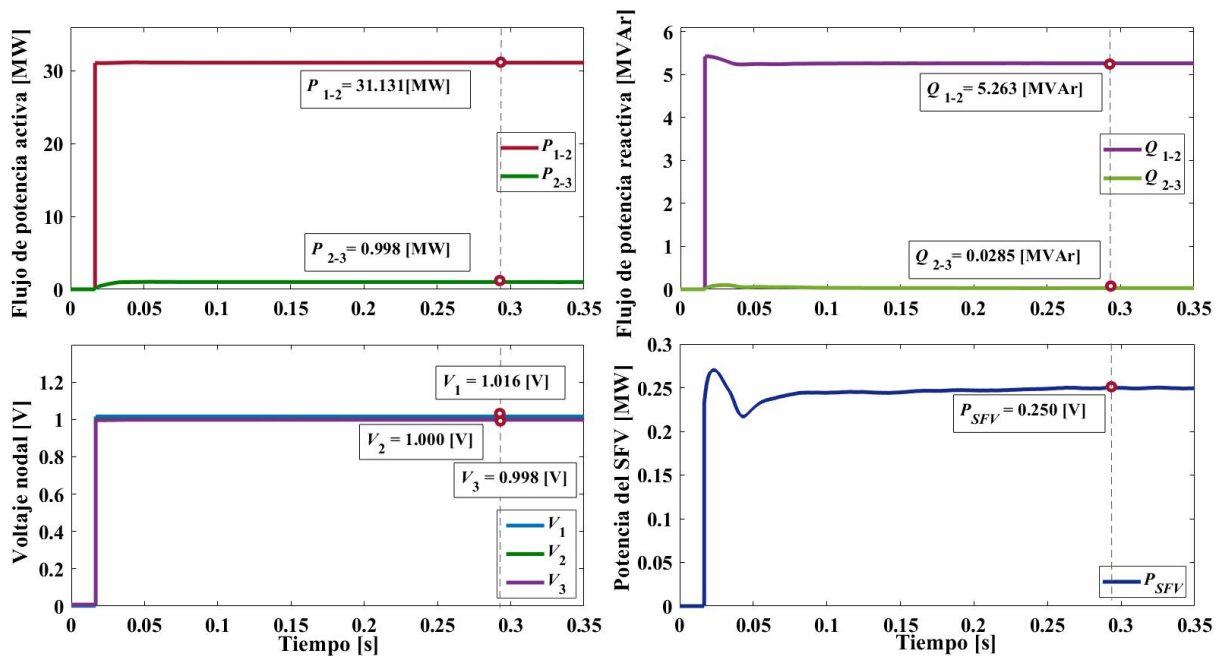 Flujo de potencia activa [MW]
30
20
10
0
P 1-2 = 31.131[MW]
P 1-2
P 2-3
P 2-3 = 0.998 [MW]
0 0.05 0.1 0.15 0.2 0.25 0.3 0.35
Flujo de potencia reactiva [MVAr]
6
5
4
3
2
1
0
Q 1-2 = 5.263 [MVAr]
Q 1-2
Q 2-3
Q 2-3 = 0.0285 [MVAr]
0 0.05 0.1 0.15 0.2 0.25 0.3 0.35
Voltaje nodal [V]
1.2
1
0.8
0.6
0.4
0.2
0
V 1 = 1.016 [V]
V 2 = 1.000 [V]
V 3 = 0.998 [V]
V 1
V 2
V 3
0 0.05 0.1 0.15 0.2 0.25 0.3 0.35
Tiempo [s]
Potencia del SFV [MW]
0.3
0.25
0.2
0.15
0.1
0.05
0
P SFV = 0.250 [V]
P SFV
0 0.05 0.1 0.15 0.2 0.25 0.3 0.35
Tiempo [s]